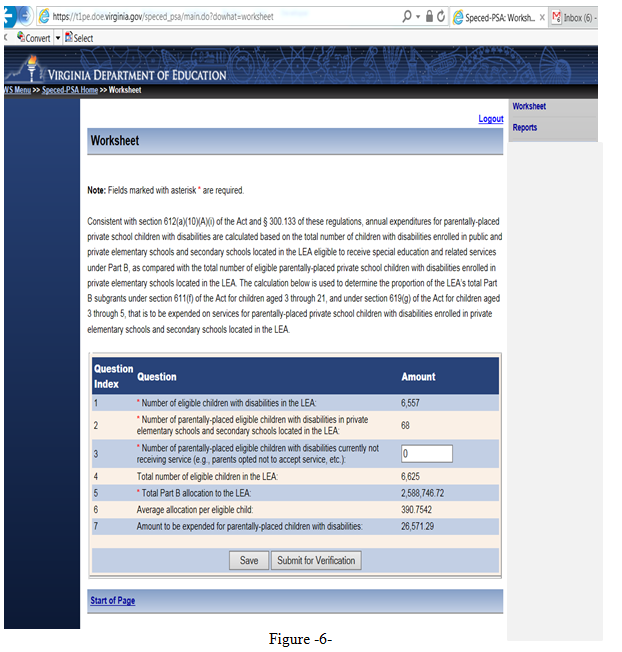 https://t1pe.doe.virginia.gov/speced_psa/main.do?dowhat=worksheet
Speced-PSA: Worksh...
Inbox (6) -
Convert
Select
VIRGINIA DEPARTMENT OF EDUCATION
WS Menu >> Speced-PSA Home >> Worksheet
Worksheet
Reports
Logout
Worksheet
Note: Fields marked with asterisk * are required.
Consistent with section 612(a)(10)(A)(i) of the Act and § 300.133 of these regulations, annual expenditures for parentally-placed
private school children with disabilities are calculated based on the total number of children with disabilities enrolled in public and
private elementary schools and secondary schools located in the LEA eligible to receive special education and related services
under Part B, as compared with the total number of eligible parentally-placed private school children with disabilities enrolled in
private elementary schools located in the LEA. The calculation below is used to determine the proportion of the LEA's total Part
B subgrants under section 611(f) of the Act for children aged 3 through 21, and under section 619(g) of the Act for children aged
3 through 5, that is to be expended on services for parentally-placed private school children with disabilities enrolled in private
elementary schools and secondary schools located in the LEA.
Question Index Question Amount
1 * Number of eligible children with disabilities in the LEA: 6,557
2 * Number of parentally-placed eligible children with disabilities in private
elementary schools and secondary schools located in the LEA: 68
3 * Number of parentally-placed eligible children with disabilities currently not
receiving service (e.g., parents opted not to accept service, etc.): 0
4 Total number of eligible children in the LEA: 6,625
5 * Total Part B allocation to the LEA: 2,588,746.72
6 Average allocation per eligible child: 390.7542
7 Amount to be expended for parentally-placed children with disabilities: 26,571.29
Save Submit for Verification
Start of Page
Figure -6-